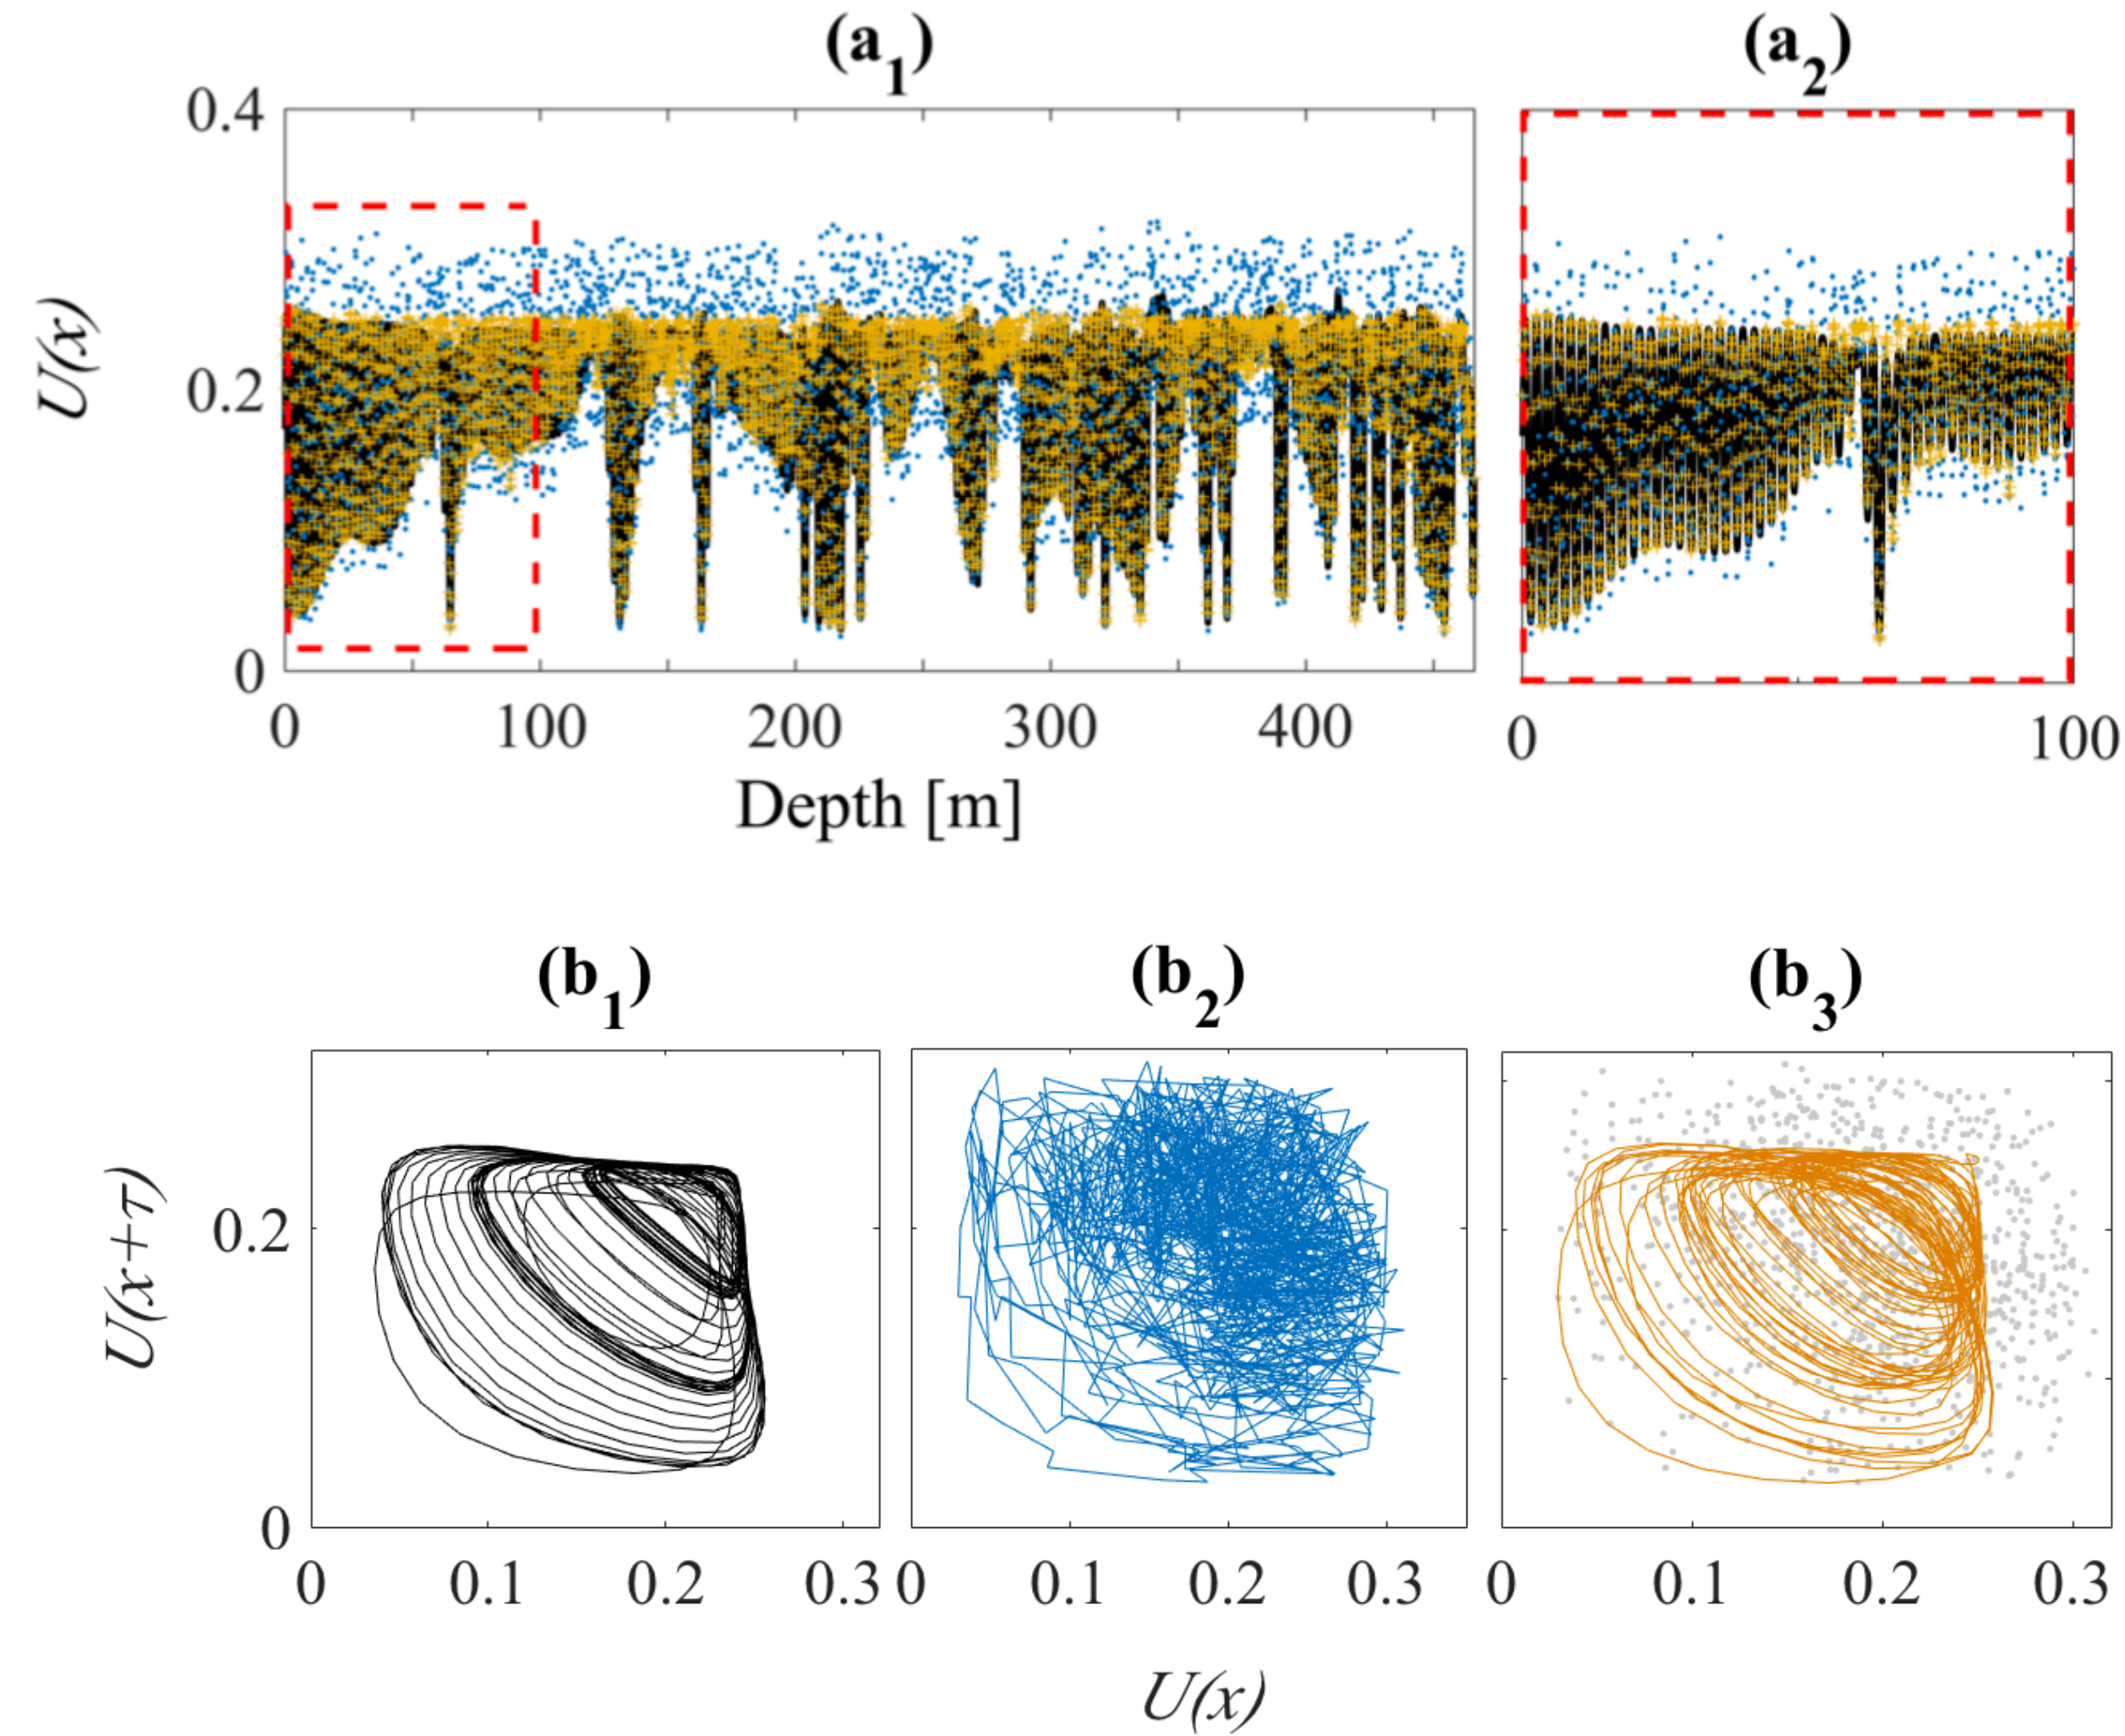 (a1) (a2)
0.4
0.2
0
U(x)
0 100 200 300 400 0 100
Depth [m]
(b1) (b2) (b3)
U(x+τ)
0.2
0
0 0.1 0.2 0.3 0 0.1 0.2 0.3 0 0.1 0.2 0.3
U(x)